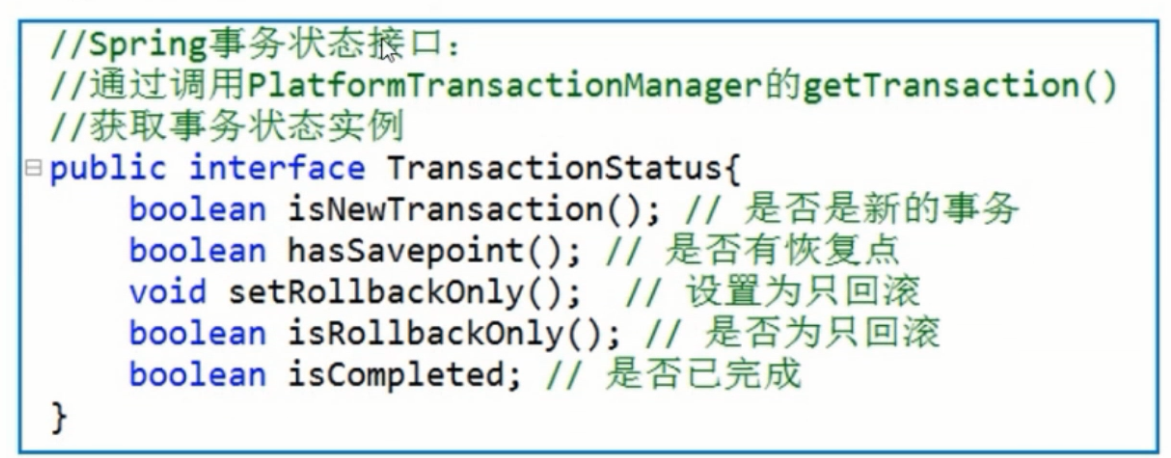 //Spring事务状态接口：
//通过调用PlatformTransactionManager的getTransaction()
//获取事务状态实例
public interface TransactionStatus{
boolean isNewTransaction(); // 是否是新的事务
boolean hasSavepoint(); // 是否有恢复点
void setRollbackOnly();  // 设置为只回滚
boolean isRollbackOnly(); // 是否为只回滚
boolean isCompleted; // 是否已完成
}